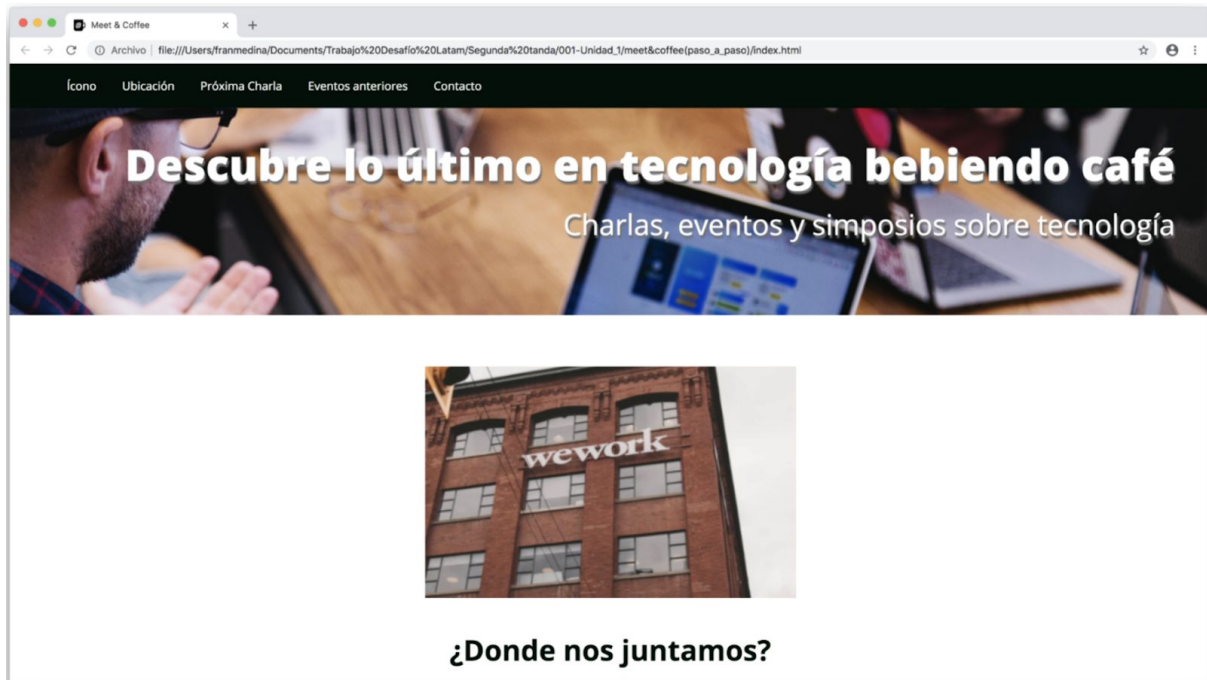 Meet & Coffee
Archivo file:///Users/franmedina/Documents/Trabajo%20Desafío%20Latam/Segunda%20tanda/001-Unidad_1/meet&coffee(paso_a_paso)/index.html
Ícono Ubicación Próxima Charla Eventos anteriores Contacto
Descubre lo último en tecnología bebiendo café
Charlas, eventos y simposios sobre tecnología
wework
¿Donde nos juntamos?